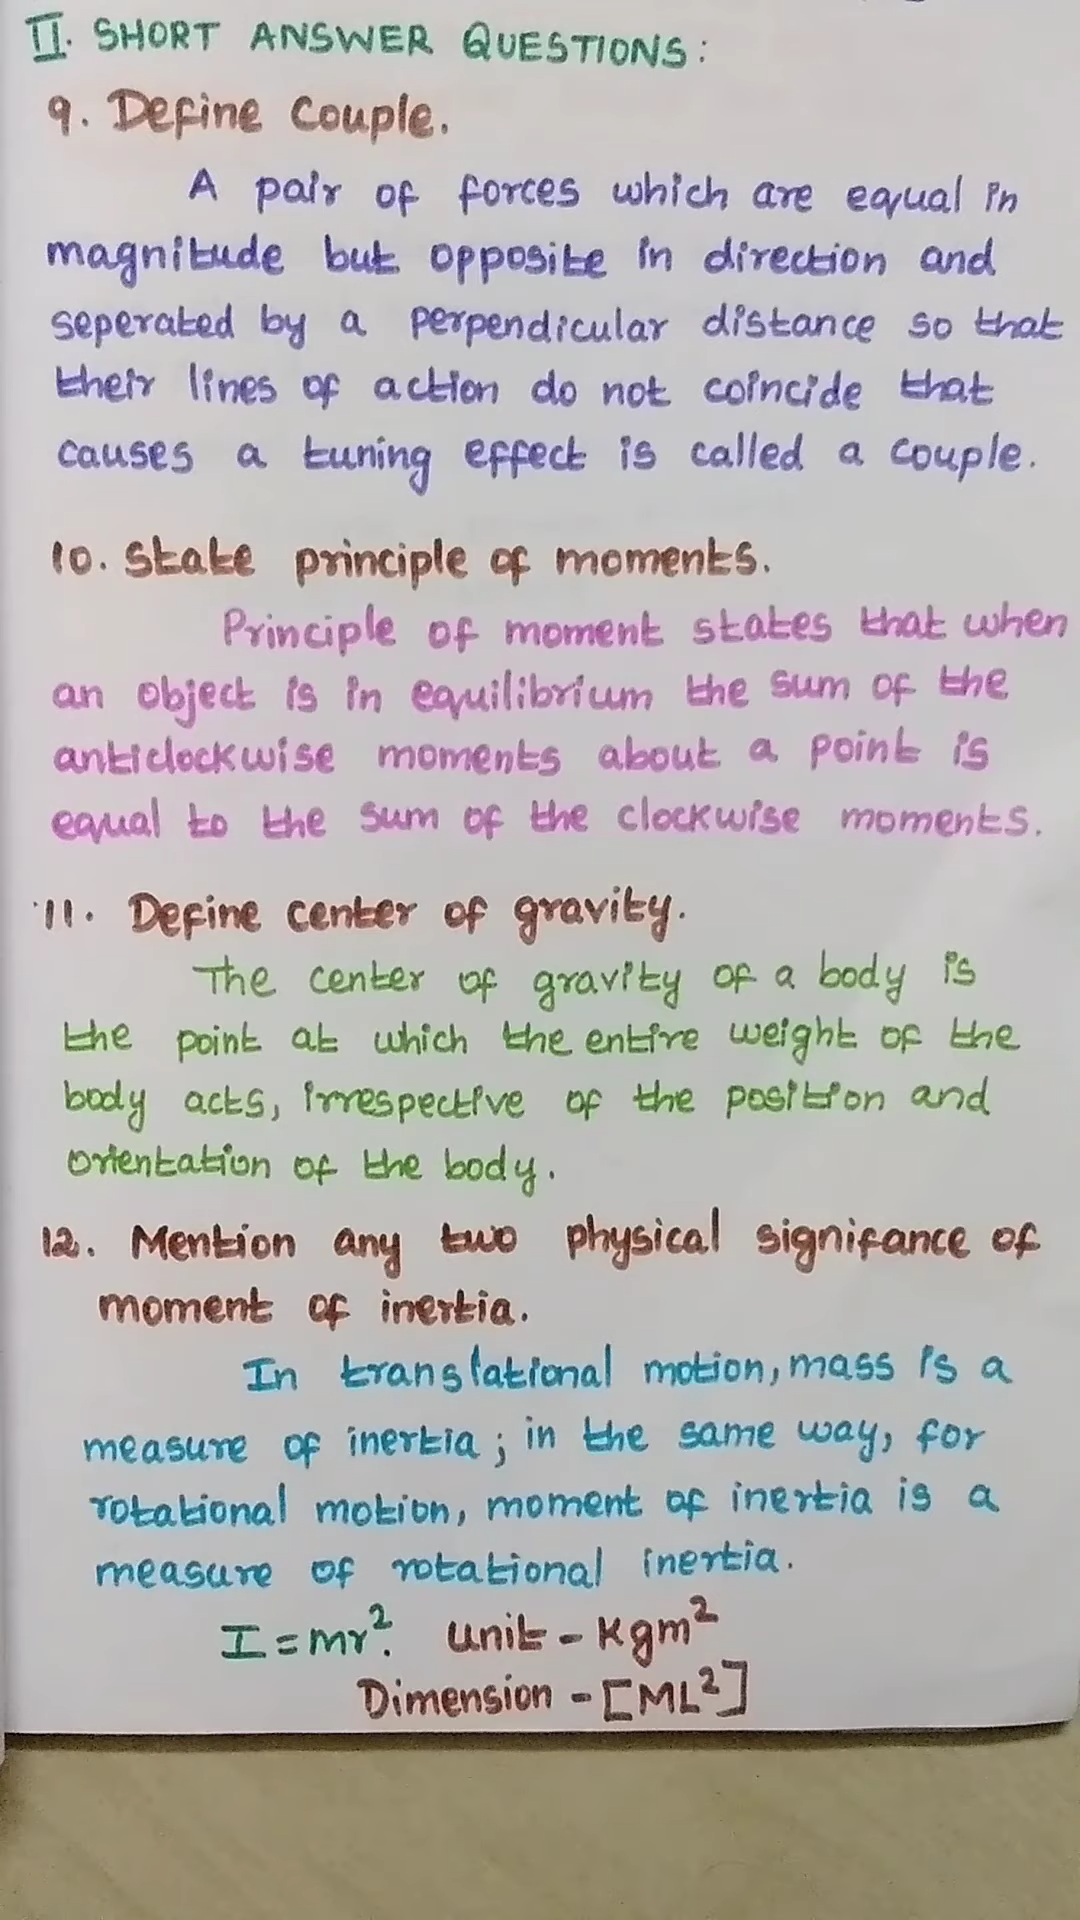 II. SHORT ANSWER QUESTIONS:
9. Define Couple.
A pair of forces which are equal in
magnitude but opposite in direction and
seperated by a perpendicular distance so that
their lines of action do not coincide that
causes a tuning effect is called a couple.
10. State principle of moments.
Principle of moment states that when
an object is in equilibrium the sum of the
anticlockwise moments about a point is
equal to the sum of the clockwise moments.
11. Define center of gravity.
The center of gravity of a body is
the point at which the entire weight of the
body acts, irrespective of the position and
orientation of the body.
12. Mention any two physical signifance of
moment of inertia.
In translational motion, mass is a
measure of inertia; in the same way, for
rotational motion, moment of inertia is a
measure of rotational inertia.
I = mr². Unit - Kgm²
Dimension - [ML²]